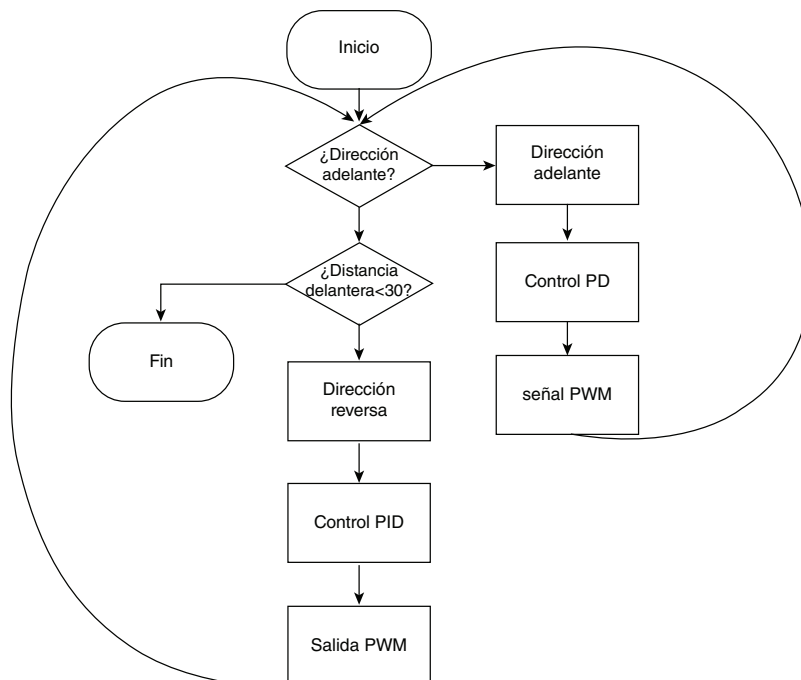 Inicio
¿Dirección
adelante?
Dirección
adelante
¿Distancia
delantera<30?
Control PD
Fin
Dirección
reversa
señal PWM
Control PID
Salida PWM